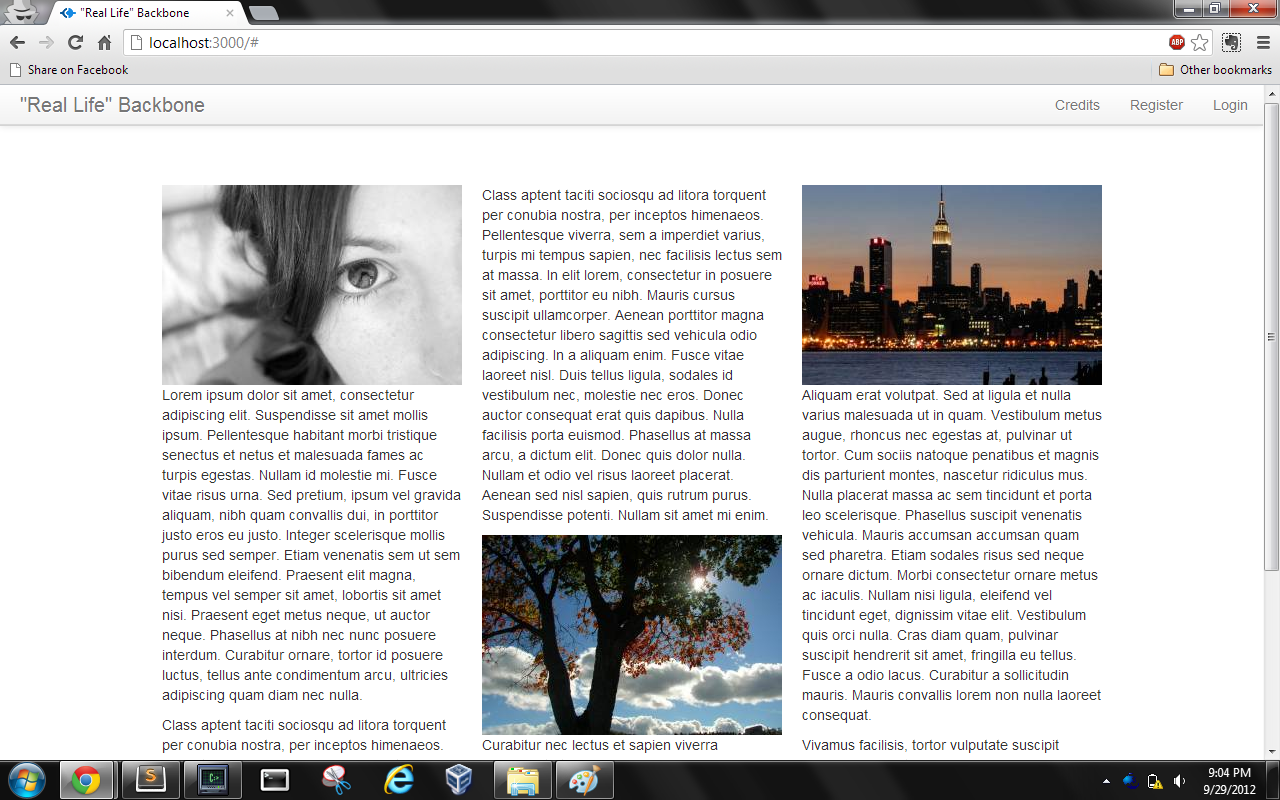 "Real Life" Backbone
localhost:3000/#
ABP
Share on Facebook
Other bookmarks
"Real Life" Backbone
Credits
Register
Login
Lorem ipsum dolor sit amet, consectetur
adipiscing elit. Suspendisse sit amet mollis
ipsum. Pellentesque habitant morbi tristique
senectus et netus et malesuada fames ac
turpis egestas. Nullam id molestie mi. Fusce
vitae risus urna. Sed pretium, ipsum vel gravida
aliquam, nibh quam convallis dui, in porttitor
justo eros eu justo. Integer scelerisque mollis
purus sed semper. Etiam venenatis sem ut sem
bibendum eleifend. Praesent elit magna,
tempus vel semper sit amet, lobortis sit amet
nisi. Praesent eget metus neque, ut auctor
neque. Phasellus at nibh nec nunc posuere
interdum. Curabitur ornare, tortor id posuere
luctus, tellus ante condimentum arcu, ultricies
adipiscing quam diam nec nulla.
Class aptent taciti sociosqu ad litora torquent
per conubia nostra, per inceptos himenaeos.
Class aptent taciti sociosqu ad litora torquent
per conubia nostra, per inceptos himenaeos.
Pellentesque viverra, sem a imperdiet varius,
turpis mi tempus sapien, nec facilisis lectus sem
at massa. In elit lorem, consectetur in posuere
sit amet, porttitor eu nibh. Mauris cursus
suscipit ullamcorper. Aenean porttitor magna
consectetur libero sagittis sed vehicula odio
adipiscing. In a aliquam enim. Fusce vitae
laoreet nisl. Duis tellus ligula, sodales id
vestibulum nec, molestie nec eros. Donec
auctor consequat erat quis dapibus. Nulla
facilisis porta euismod. Phasellus at massa
arcu, a dictum elit. Donec quis dolor nulla.
Nullam et odio vel risus laoreet placerat.
Aenean sed nisl sapien, quis rutrum purus.
Suspendisse potenti. Nullam sit amet mi enim.
Curabitur nec lectus et sapien viverra
NEW
YORKER
Aliquam erat volutpat. Sed at ligula et nulla
varius malesuada ut in quam. Vestibulum metus
augue, rhoncus nec egestas at, pulvinar ut
tortor. Cum sociis natoque penatibus et magnis
dis parturient montes, nascetur ridiculus mus.
Nulla placerat massa ac sem tincidunt et porta
leo scelerisque. Phasellus suscipit venenatis
vehicula. Mauris accumsan accumsan quam
sed pharetra. Etiam sodales risus sed neque
ornare dictum. Morbi consectetur ornare metus
ac iaculis. Nullam nisi ligula, eleifend vel
tincidunt eget, dignissim vitae elit. Vestibulum
quis orci nulla. Cras diam quam, pulvinar
suscipit hendrerit sit amet, fringilla eu tellus.
Fusce a odio lacus. Curabitur a sollicitudin
mauris. Mauris convallis lorem non nulla laoreet
consequat.
Vivamus facilisis, tortor vulputate suscipit
9:04 PM
9/29/2012